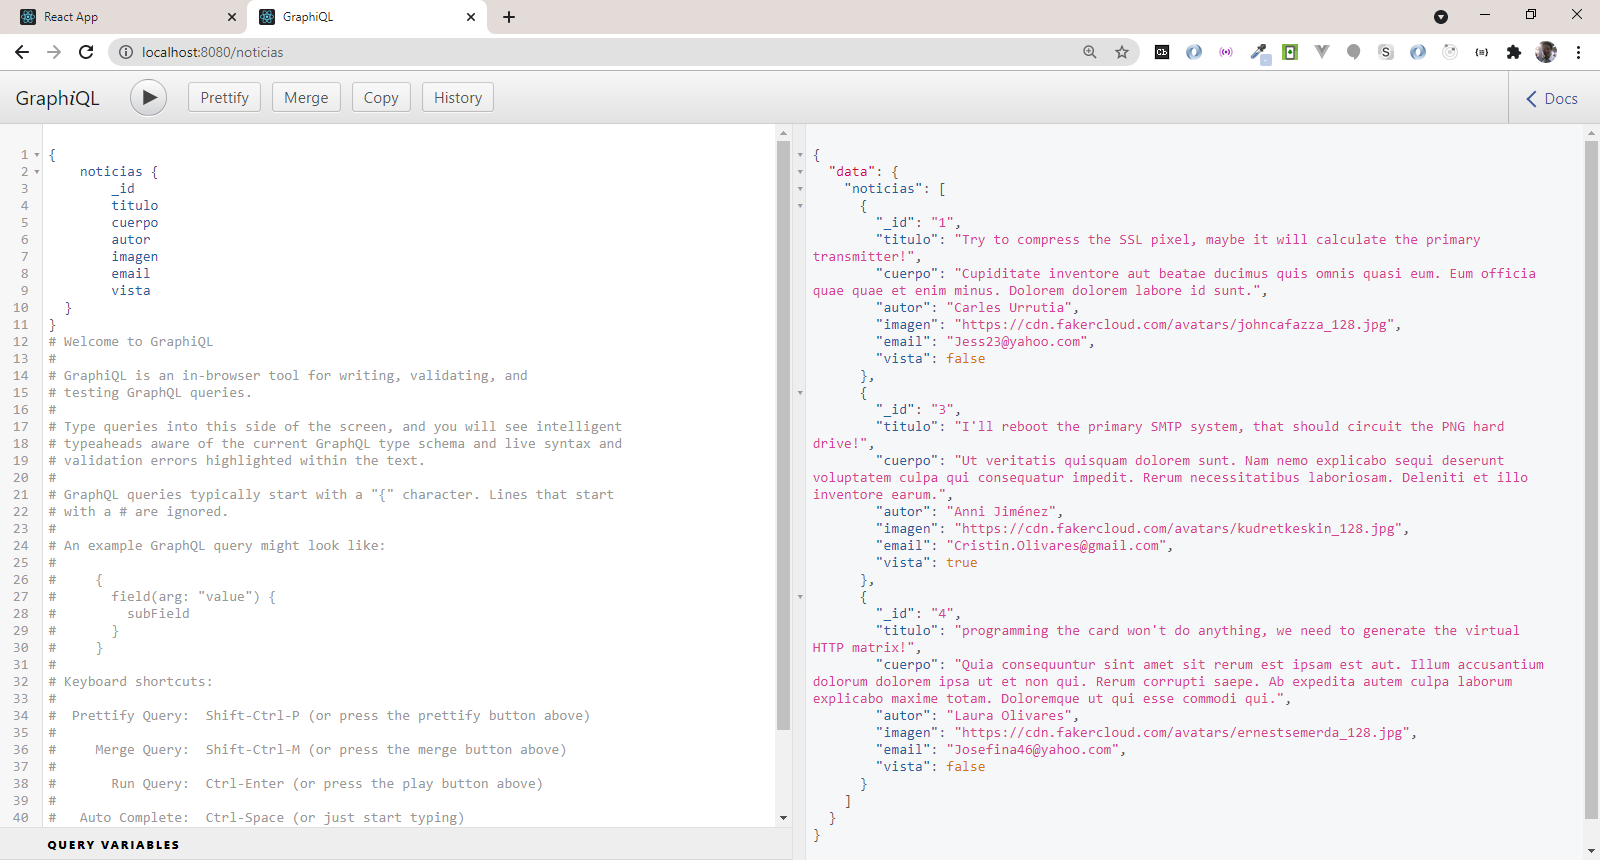 React App
GraphiQL
localhost:8080/noticias
GraphiQL
Prettify
Merge
Copy
History
Docs
1 {
2 noticias {
3 _id
4 titulo
5 cuerpo
6 autor
7 imagen
8 email
9 vista
10 }
11 }
12 # Welcome to GraphiQL
13 #
14 # GraphiQL is an in-browser tool for writing, validating, and
15 # testing GraphQL queries.
16 #
17 # Type queries into this side of the screen, and you will see intelligent
18 # typeaheads aware of the current GraphQL type schema and live syntax and
19 # validation errors highlighted within the text.
20 #
21 # GraphQL queries typically start with a "{" character. Lines that start
22 # with a # are ignored.
23 #
24 # An example GraphQL query might look like:
25 #
26 # {
27 # field(arg: "value") {
28 # subField
29 # }
30 # }
31 #
32 # Keyboard shortcuts:
33 #
34 # Prettify Query: Shift-Ctrl-P (or press the prettify button above)
35 #
36 # Merge Query: Shift-Ctrl-M (or press the merge button above)
37 #
38 # Run Query: Ctrl-Enter (or press the play button above)
39 #
40 # Auto Complete: Ctrl-Space (or just start typing)
QUERY VARIABLES
{
"data": {
"noticias": [
{
"_id": "1",
"titulo": "Try to compress the SSL pixel, maybe it will calculate the primary
transmitter!",
"cuerpo": "Cupiditate inventore aut beatae ducimus quis omnis quasi eum. Eum officia
quae quae et enim minus. Dolorem dolorem labore id sunt.",
"autor": "Carles Urrutia",
"imagen": "https://cdn.fakercloud.com/avatars/johncafazza_128.jpg",
"email": "Jess23@yahoo.com",
"vista": false
},
{
"_id": "3",
"titulo": "I'll reboot the primary SMTP system, that should circuit the PNG hard
drive!",
"cuerpo": "Ut veritatis quisquam dolorem sunt. Nam nemo explicabo sequi deserunt
voluptatem culpa qui consequatur impedit. Rerum necessitatibus laboriosam. Deleniti et illo
inventore earum.",
"autor": "Anni Jiménez",
"imagen": "https://cdn.fakercloud.com/avatars/kudretkeskin_128.jpg",
"email": "Cristin.Olivares@gmail.com",
"vista": true
},
{
"_id": "4",
"titulo": "programming the card won't do anything, we need to generate the virtual
HTTP matrix!",
"cuerpo": "Quia consequuntur sint amet sit rerum est ipsam est aut. Illum accusantium
dolorum dolorem ipsa ut et non qui. Rerum corrupti saepe. Ab expedita autem culpa laborum
explicabo maxime totam. Doloremque ut qui esse commodi qui.",
"autor": "Laura Olivares",
"imagen": "https://cdn.fakercloud.com/avatars/ernestsemerda_128.jpg",
"email": "Josefina46@yahoo.com",
"vista": false
}
]
}
}